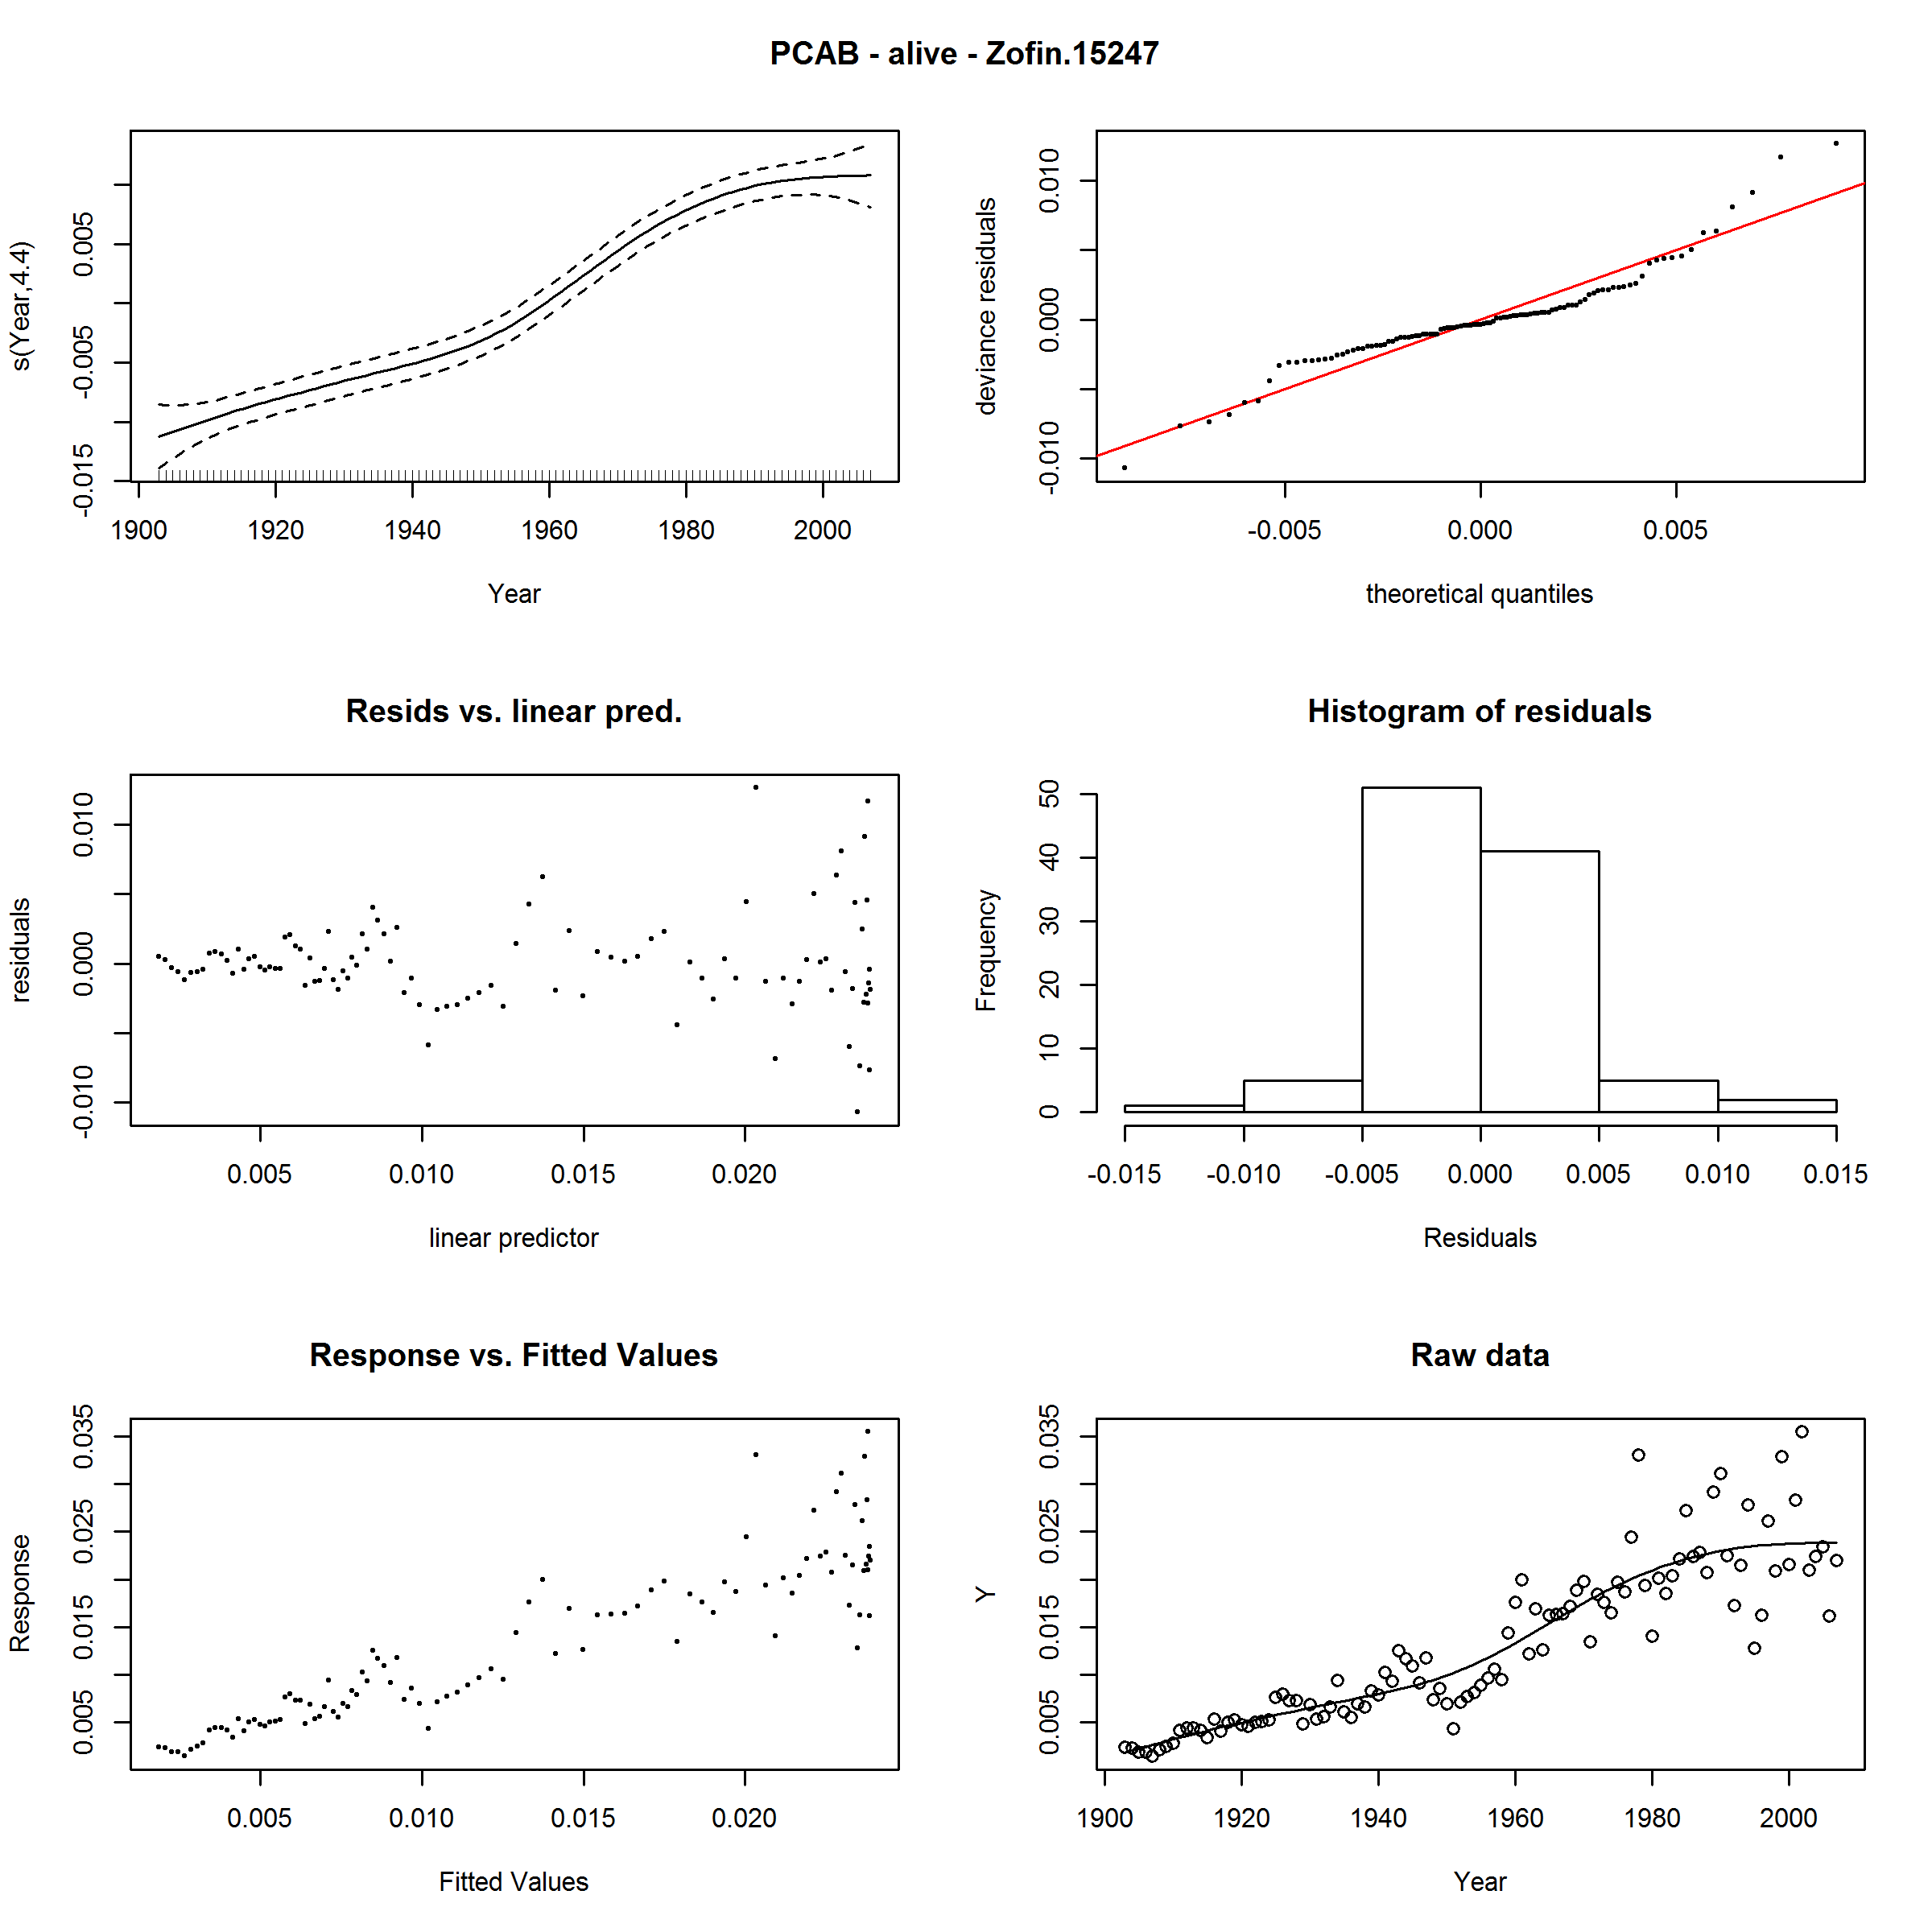 PCAB - alive - Zofin.15247
s(Year,4.4)
-0.015 -0.005 0.005
1900 1920 1940 1960 1980 2000
Year
deviance residuals
-0.010 0.000 0.010
-0.005 0.000 0.005
theoretical quantiles
Resids vs. linear pred.
residuals
-0.010 0.000 0.010
0.005 0.010 0.015 0.020
linear predictor
Histogram of residuals
Frequency
0 10 20 30 40 50
-0.015 -0.010 -0.005 0.000 0.005 0.010 0.015
Residuals
Response vs. Fitted Values
Response
0.005 0.015 0.025 0.035
0.005 0.010 0.015 0.020
Fitted Values
Raw data
Y
0.005 0.015 0.025 0.035
1900 1920 1940 1960 1980 2000
Year